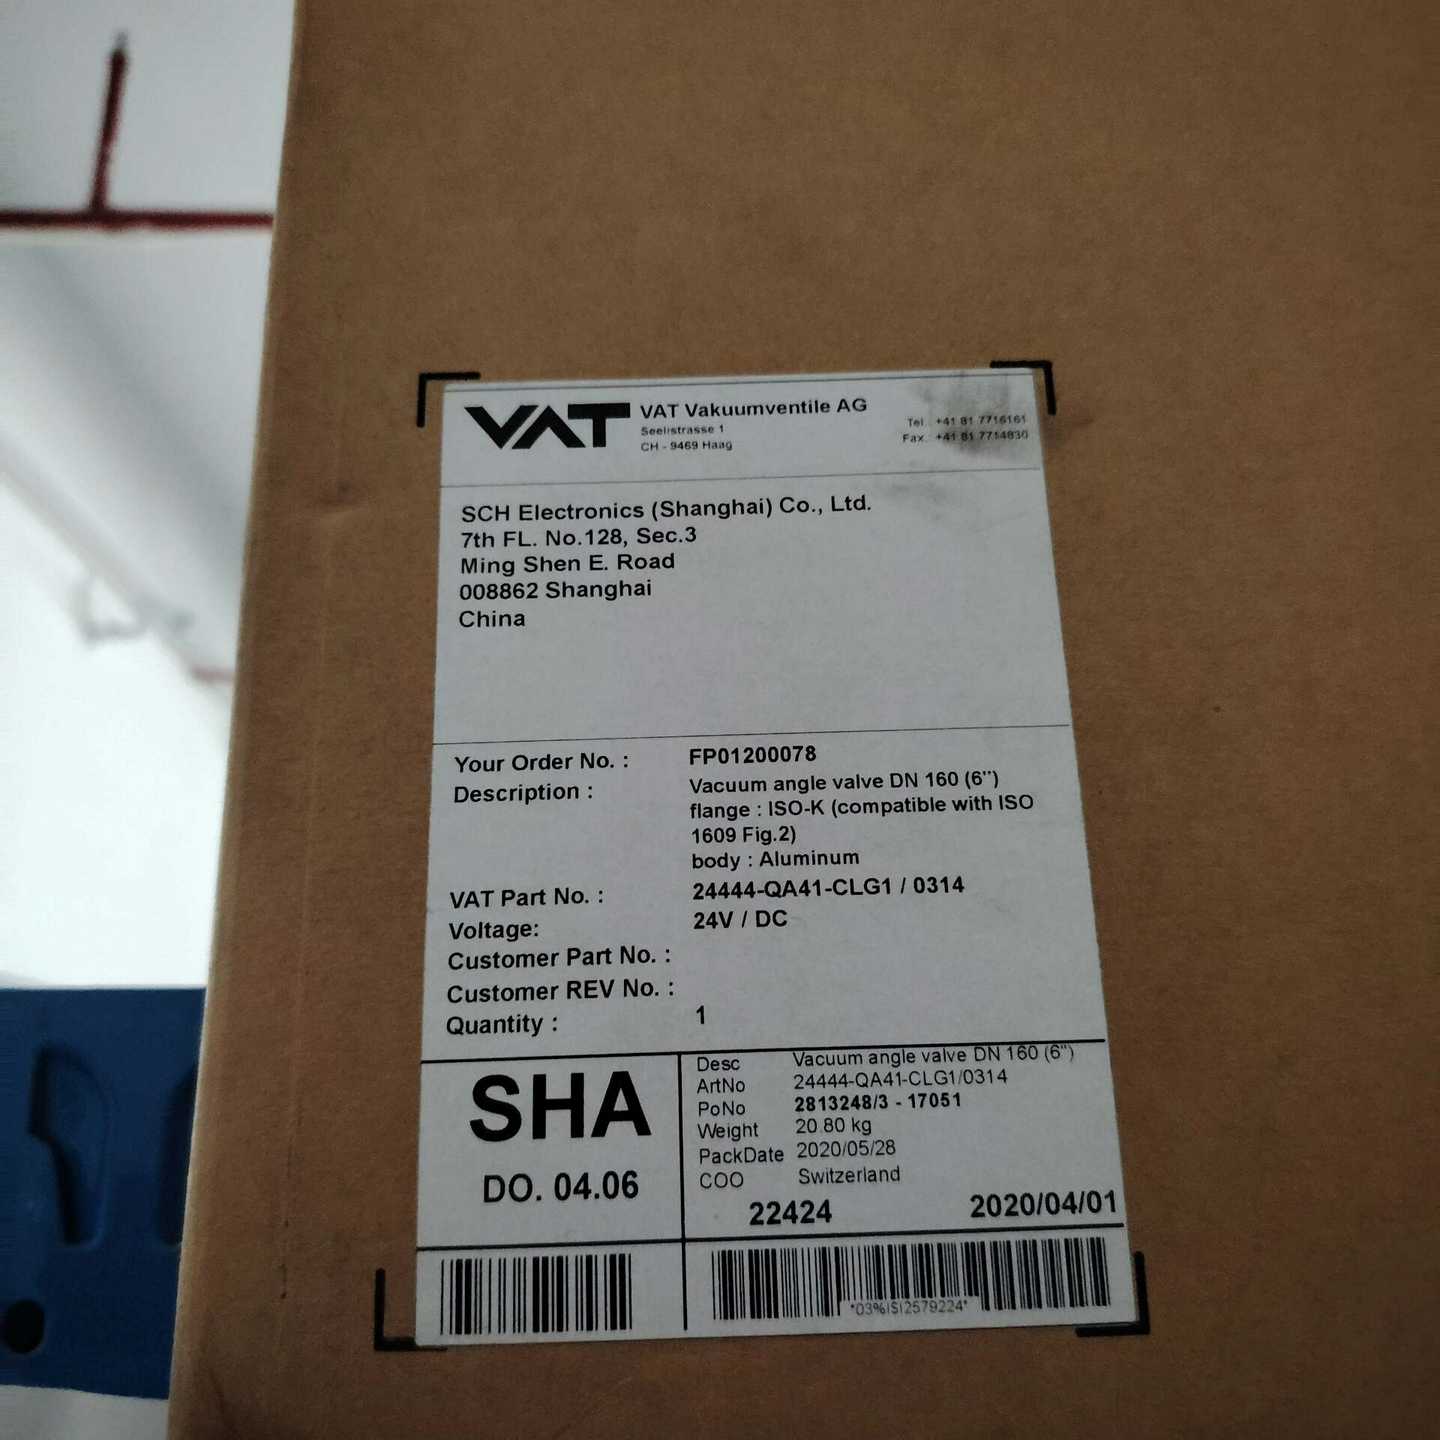 VAT VAT Vakuumventile AG
Seelistrasse 1
CH - 9469 Haag
Tel.: +41 81 7716161
Fax.: +41 81 7714830
SCH Electronics (Shanghai) Co., Ltd.
7th FL. No.128, Sec.3
Ming Shen E. Road
008862 Shanghai
China
Your Order No. : FP01200078
Description : Vacuum angle valve DN 160 (6")
flange : ISO-K (compatible with ISO
1609 Fig.2)
body : Aluminum
VAT Part No. : 24444-QA41-CLG1 / 0314
Voltage: 24V / DC
Customer Part No. :
Customer REV No. :
Quantity : 1
SHA
DO. 04.06
Desc Vacuum angle valve DN 160 (6")
ArtNo 24444-QA41-CLG1/0314
PoNo 2813248/3 - 17051
Weight 20.80 kg
PackDate 2020/05/28
COO Switzerland
22424 2020/04/01
*03%ISI2579224*